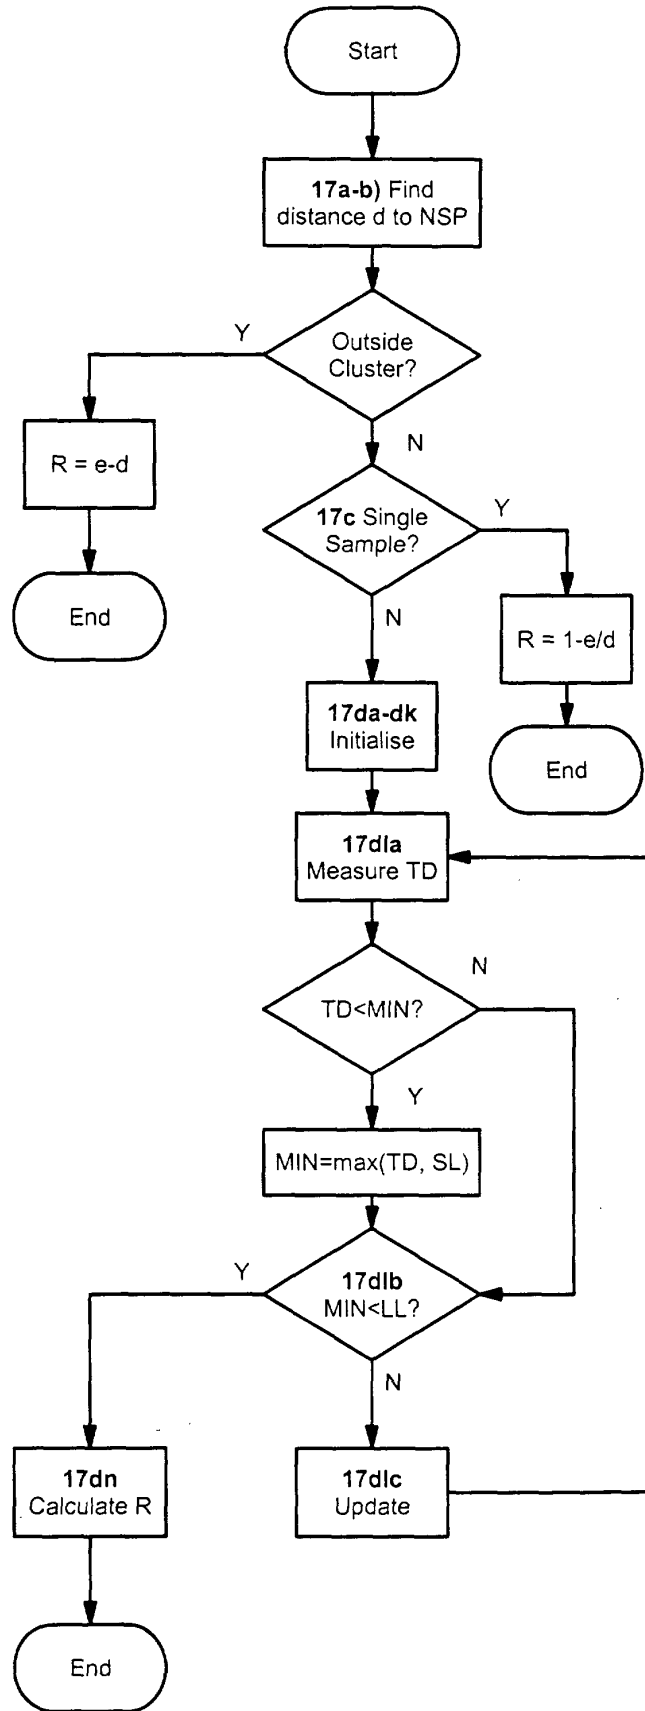 Start
17a-b) Find
distance d to NSP
Y
Outside
Cluster?
N
R = e-d
17c Single
Sample?
Y
End
N
R = 1-e/d
17da-dk
Initialise
End
17dla
Measure TD
N
TD<MIN?
Y
MIN=max(TD, SL)
Y
17dlb
MIN<LL?
N
17dn
Calculate R
17dlc
Update
End